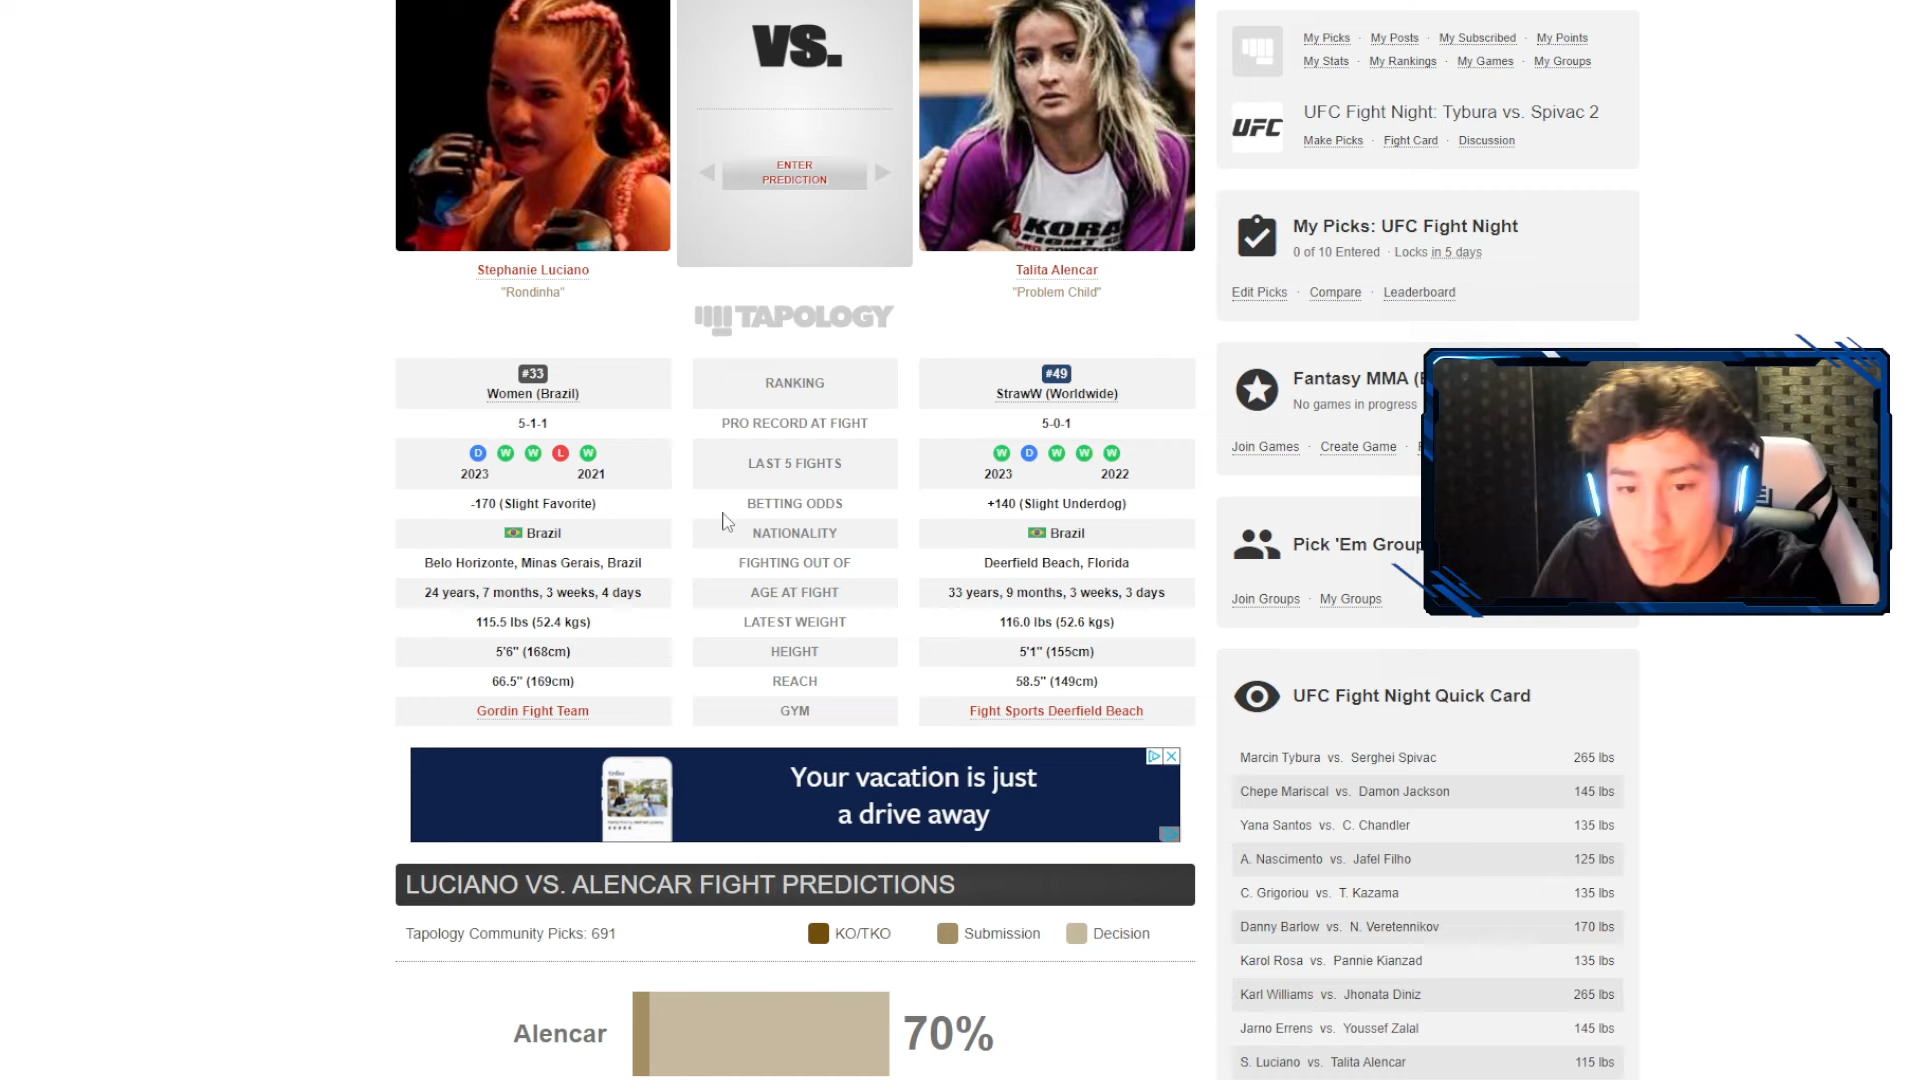 VS.
ENTER
PREDICTION
KORAL
FIGHT
Stephanie Luciano
"Rondinha"
Talita Alencar
"Problem Child"
TAPOLOGY
#33
Women (Brazil)
RANKING
#49
StrawW (Worldwide)
5-1-1
PRO RECORD AT FIGHT
5-0-1
D W W L W
2023 2021
LAST 5 FIGHTS
W D W W W
2023 2022
-170 (Slight Favorite)
BETTING ODDS
+140 (Slight Underdog)
Brazil
NATIONALITY
Brazil
Belo Horizonte, Minas Gerais, Brazil
FIGHTING OUT OF
Deerfield Beach, Florida
24 years, 7 months, 3 weeks, 4 days
AGE AT FIGHT
33 years, 9 months, 3 weeks, 3 days
115.5 lbs (52.4 kgs)
LATEST WEIGHT
116.0 lbs (52.6 kgs)
5'6" (168cm)
HEIGHT
5'1" (155cm)
66.5" (169cm)
REACH
58.5" (149cm)
Gordin Fight Team
GYM
Fight Sports Deerfield Beach
Your vacation is just
a drive away
LUCIANO VS. ALENCAR FIGHT PREDICTIONS
Tapology Community Picks: 691
KO/TKO
Submission
Decision
Alencar
70%
My Picks · My Posts · My Subscribed · My Points
My Stats · My Rankings · My Games · My Groups
UFC
UFC Fight Night: Tybura vs. Spivac 2
Make Picks · Fight Card · Discussion
My Picks: UFC Fight Night
0 of 10 Entered · Locks in 5 days
Edit Picks · Compare · Leaderboard
Fantasy MMA
No games in progress
Join Games · Create Game ·
Pick 'Em Group
Join Groups · My Groups
UFC Fight Night Quick Card
Marcin Tybura vs. Serghei Spivac 265 lbs
Chepe Mariscal vs. Damon Jackson 145 lbs
Yana Santos vs. C. Chandler 135 lbs
A. Nascimento vs. Jafel Filho 125 lbs
C. Grigoriou vs. T. Kazama 135 lbs
Danny Barlow vs. N. Veretennikov 170 lbs
Karol Rosa vs. Pannie Kianzad 135 lbs
Karl Williams vs. Jhonata Diniz 265 lbs
Jarno Errens vs. Youssef Zalal 145 lbs
S. Luciano vs. Talita Alencar 115 lbs